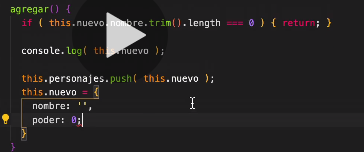 agregar() {
if ( this.nuevo.nombre.trim().length === 0 ) { return; }
console.log( this.nuevo );
this.personajes.push( this.nuevo );
this.nuevo = {
nombre: '',
poder: 0;
}